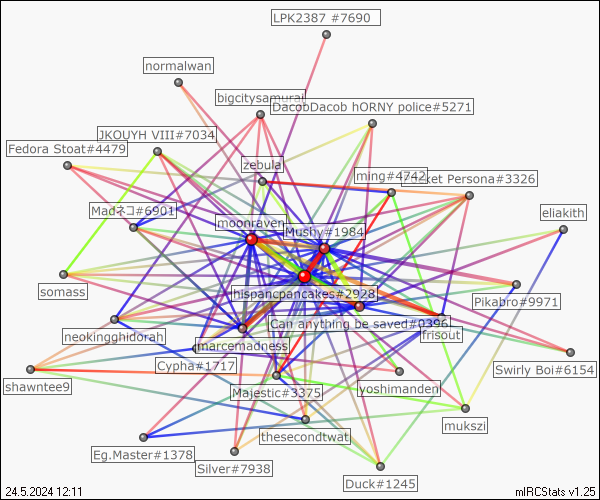 LPK2387 #7690
normalwan
bigcitysamurai
DacobDacob hORNY police#5271
JKOUYH VIII#7034
Fedora Stoat#4479
zebula
ming#4742
ket Persona#3326
Madネコ#6901
moonraven
Mushy#1984
eliakith
somass
hispancpancakes#2928
Pikabro#9971
Can anything be saved#0396
neokingghidorah
frisout
marcemadness
Cypha#1717
Swirly Boi#6154
shawntee9
Majestic#3375
yoshimanden
mukszi
thesecondtwat
Eg.Master#1378
Silver#7938
Duck#1245
24.5.2024 12:11
mIRCStats v1.25